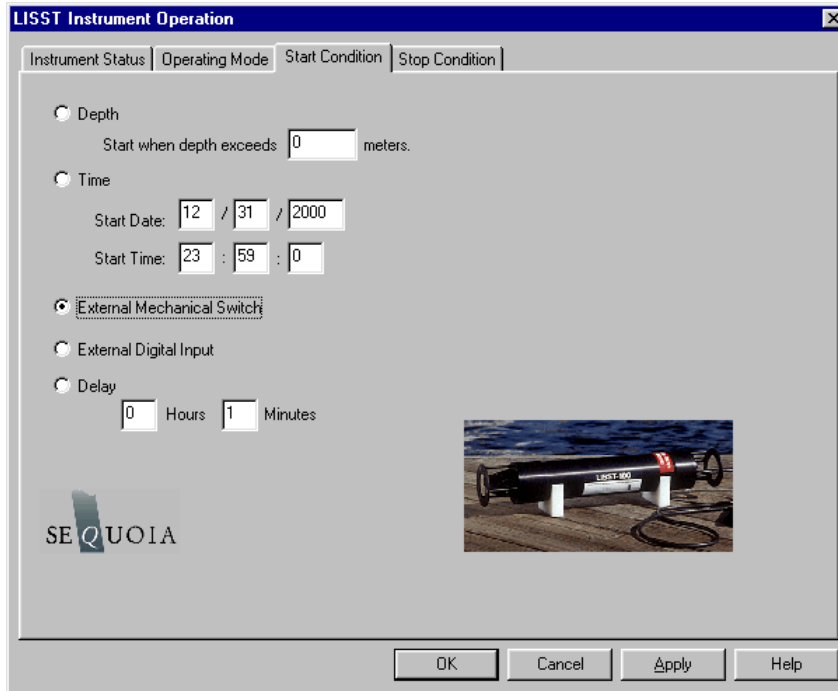 LISST Instrument Operation
Instrument Status Operating Mode Start Condition Stop Condition
Depth
Start when depth exceeds 0 meters.
Time
Start Date: 12 / 31 / 2000
Start Time: 23 : 59 : 0
External Mechanical Switch
External Digital Input
Delay
0 Hours 1 Minutes
LISST-100
SEQUOIA
OK Cancel Apply Help